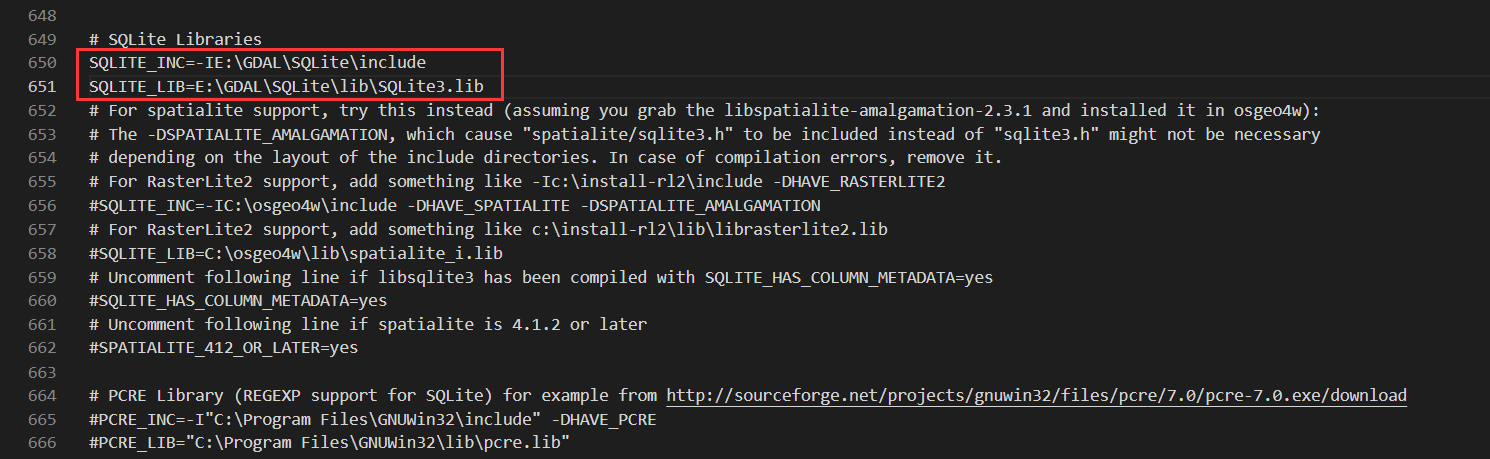 648
649 # SQLite Libraries
650 SQLITE_INC=-IE:\GDAL\SQLite\include
651 SQLITE_LIB=E:\GDAL\SQLite\lib\SQLite3.lib
652 # For spatialite support, try this instead (assuming you grab the libspatialite-amalgamation-2.3.1 and installed it in osgeo4w):
653 # The -DSPATIALITE_AMALGAMATION, which cause "spatialite/sqlite3.h" to be included instead of "sqlite3.h" might not be necessary
654 # depending on the layout of the include directories. In case of compilation errors, remove it.
655 # For RasterLite2 support, add something like -Ic:\install-rl2\include -DHAVE_RASTERLITE2
656 #SQLITE_INC=-IC:\osgeo4w\include -DHAVE_SPATIALITE -DSPATIALITE_AMALGAMATION
657 # For RasterLite2 support, add something like c:\install-rl2\lib\librasterlite2.lib
658 #SQLITE_LIB=C:\osgeo4w\lib\spatialite_i.lib
659 # Uncomment following line if libsqlite3 has been compiled with SQLITE_HAS_COLUMN_METADATA=yes
660 #SQLITE_HAS_COLUMN_METADATA=yes
661 # Uncomment following line if spatialite is 4.1.2 or later
662 #SPATIALITE_412_OR_LATER=yes
663
664 # PCRE Library (REGEXP support for SQLite) for example from http://sourceforge.net/projects/gnuwin32/files/pcre/7.0/pcre-7.0.exe/download
665 #PCRE_INC=-I"C:\Program Files\GNUWin32\include" -DHAVE_PCRE
666 #PCRE_LIB="C:\Program Files\GNUWin32\lib\pcre.lib"